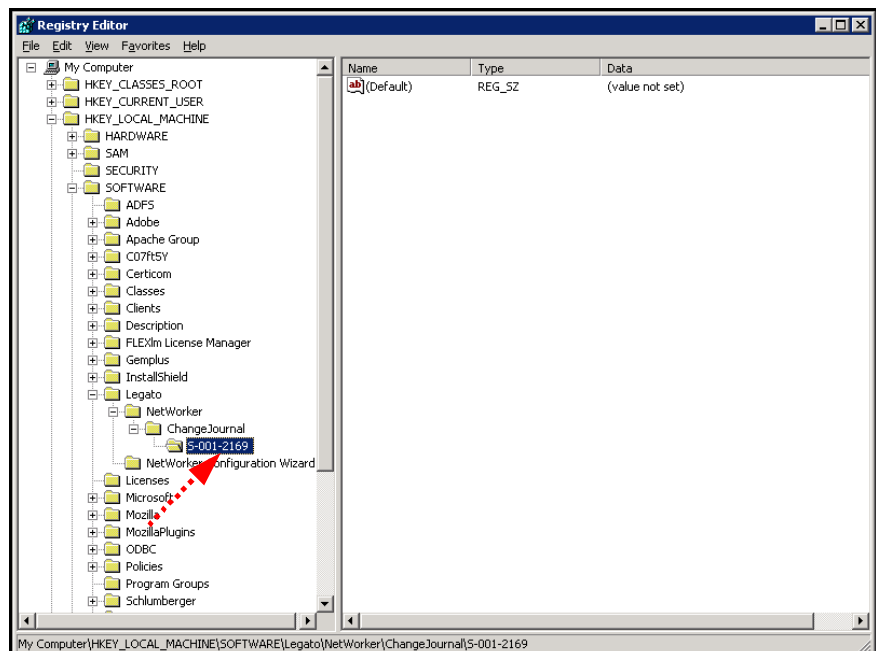 Registry Editor
File Edit View Favorites Help
My Computer
HKEY_CLASSES_ROOT
HKEY_CURRENT_USER
HKEY_LOCAL_MACHINE
HARDWARE
SAM
SECURITY
SOFTWARE
ADFS
Adobe
Apache Group
C07ft5Y
Certicom
Classes
Clients
Description
FLEXlm License Manager
Gemplus
InstallShield
Legato
NetWorker
ChangeJournal
S-001-2169
NetWorker Configuration Wizard
Licenses
Microsoft
Mozilla
MozillaPlugins
ODBC
Policies
Program Groups
Schlumberger
Name Type Data
ab (Default) REG_SZ (value not set)
My Computer\HKEY_LOCAL_MACHINE\SOFTWARE\Legato\NetWorker\ChangeJournal\S-001-2169